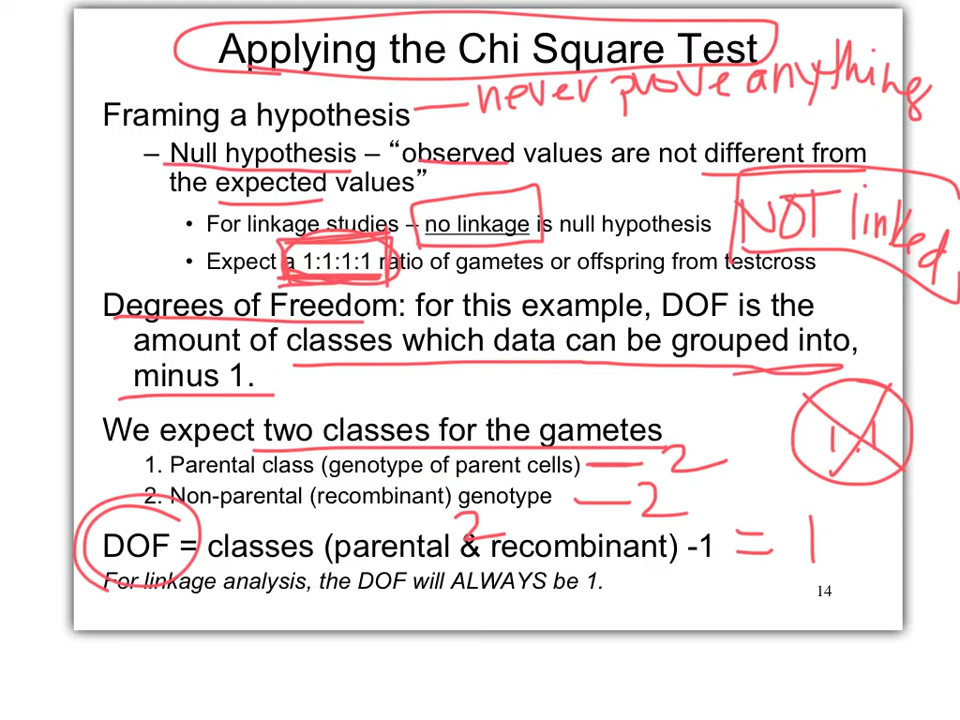 Applying the Chi Square Test
Framing a hypothesis — never prove anything
– Null hypothesis – “observed values are not different from
the expected values”
• For linkage studies – no linkage is null hypothesis
NOT linked
• Expect a 1:1:1:1 ratio of gametes or offspring from testcross
Degrees of Freedom: for this example, DOF is the
amount of classes which data can be grouped into,
minus 1.
We expect two classes for the gametes
1. Parental class (genotype of parent cells) — 2
2. Non-parental (recombinant) genotype — 2
2
DOF = classes (parental & recombinant) -1 = 1
For linkage analysis, the DOF will ALWAYS be 1.
14